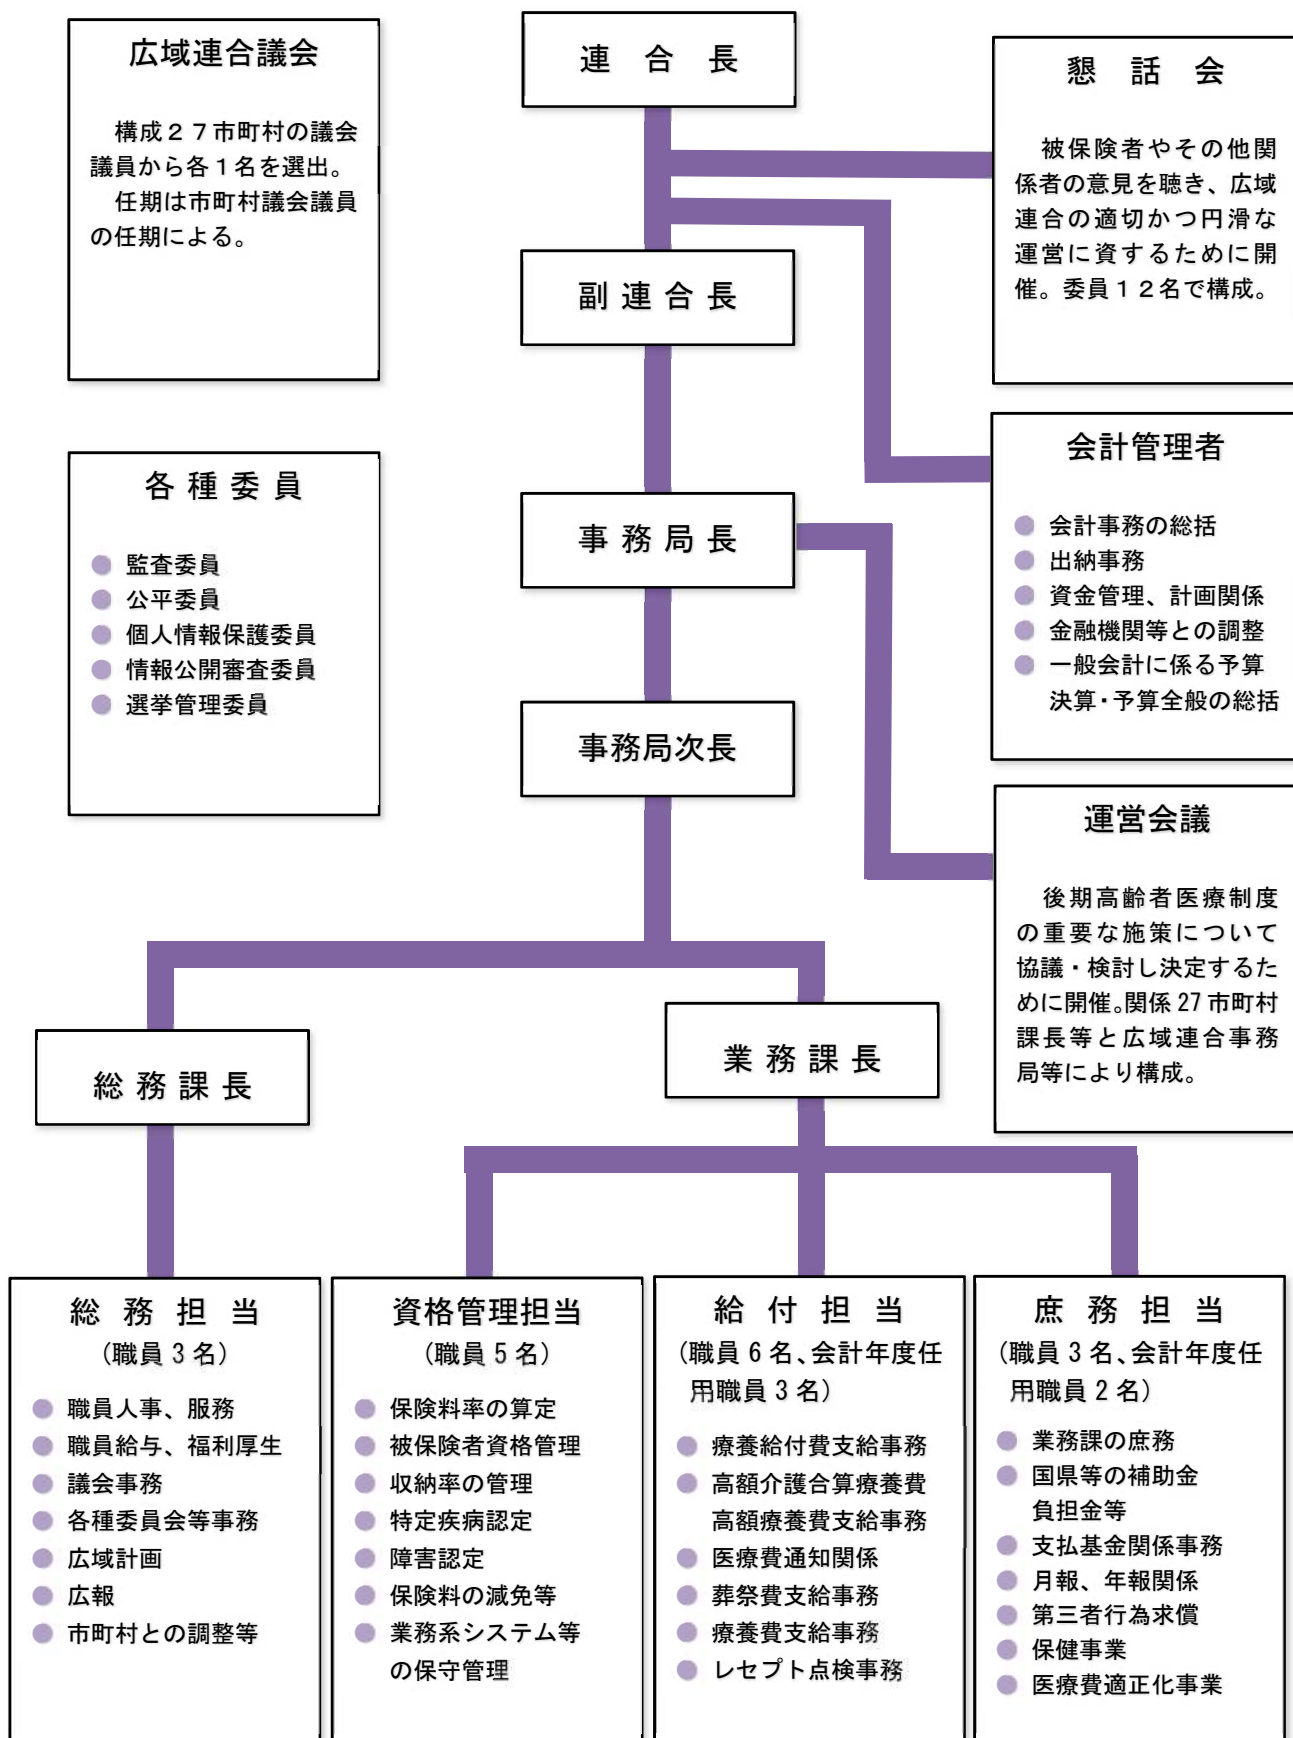 広域連合議会
構成２７市町村の議会
議員から各１名を選出。
任期は市町村議会議員
の任期による。
連　合　長
懇　話　会
被保険者やその他関
係者の意見を聴き、広域
連合の適切かつ円滑な
運営に資するために開
催。委員１２名で構成。
副連合長
各種委員
● 監査委員
● 公平委員
● 個人情報保護委員
● 情報公開審査委員
● 選挙管理委員
事務局長
会計管理者
● 会計事務の総括
● 出納事務
● 資金管理、計画関係
● 金融機関等との調整
● 一般会計に係る予算
決算・予算全般の総括
事務局次長
運営会議
後期高齢者医療制度
の重要な施策について
協議・検討し決定するた
めに開催。関係 27 市町村
課長等と広域連合事務
局等により構成。
総務課長
業務課長
総　務　担　当
（職員 3 名）
● 職員人事、服務
● 職員給与、福利厚生
● 議会事務
● 各種委員会等事務
● 広域計画
● 広報
● 市町村との調整等
資格管理担当
（職員 5 名）
● 保険料率の算定
● 被保険者資格管理
● 収納率の管理
● 特定疾病認定
● 障害認定
● 保険料の減免等
● 業務系システム等
の保守管理
給　付　担　当
（職員 6 名、会計年度任
用職員 3 名）
● 療養給付費支給事務
● 高額介護合算療養費
高額療養費支給事務
● 医療費通知関係
● 葬祭費支給事務
● 療養費支給事務
● レセプト点検事務
庶　務　担　当
（職員 3 名、会計年度任
用職員 2 名）
● 業務課の庶務
● 国県等の補助金
負担金等
● 支払基金関係事務
● 月報、年報関係
● 第三者行為求償
● 保健事業
● 医療費適正化事業